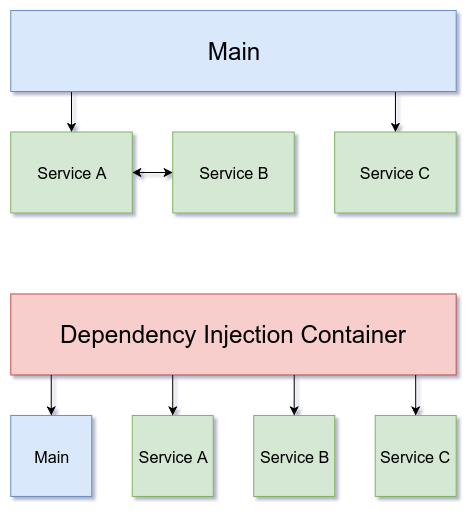 Main
Service A
Service B
Service C
Dependency Injection Container
Main
Service A
Service B
Service C